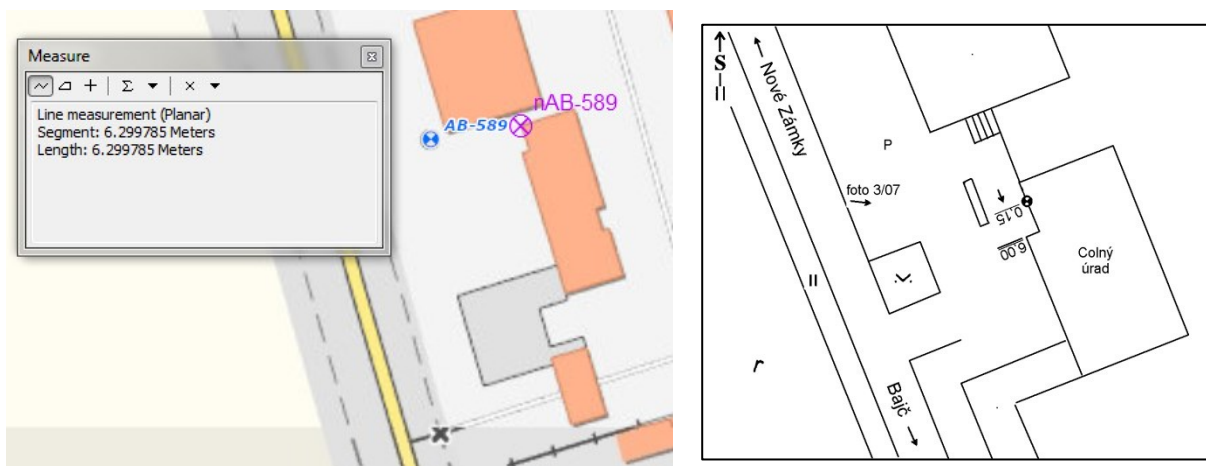 Measure
Line measurement (Planar)
Segment: 6.299785 Meters
Length: 6.299785 Meters
nAB-589
AB-589
S
Nové Zámky
P
foto 3/07
0,15
6,00
Colný
úrad
II
r
Bajč